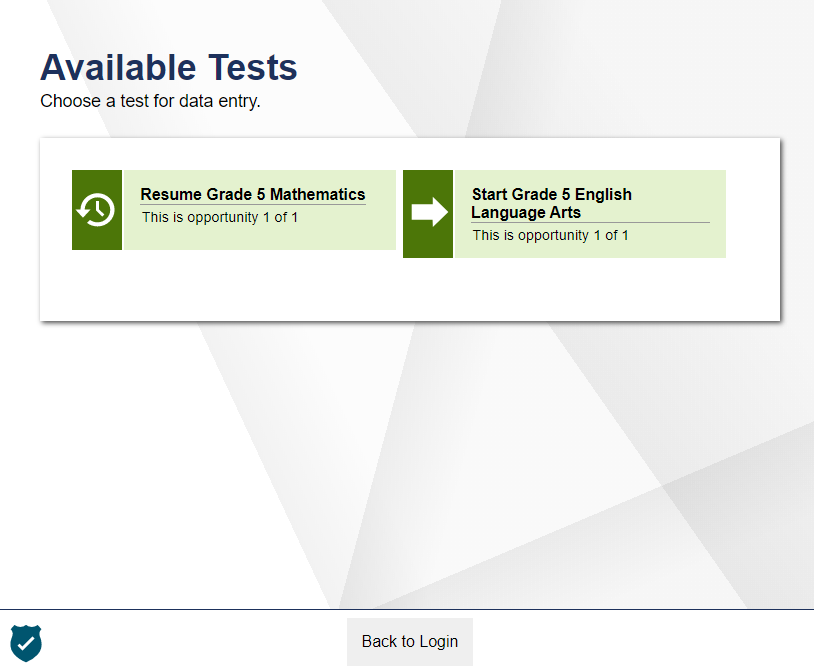 Available Tests
Choose a test for data entry.
Resume Grade 5 Mathematics
This is opportunity 1 of 1
Start Grade 5 English
Language Arts
This is opportunity 1 of 1
Back to Login